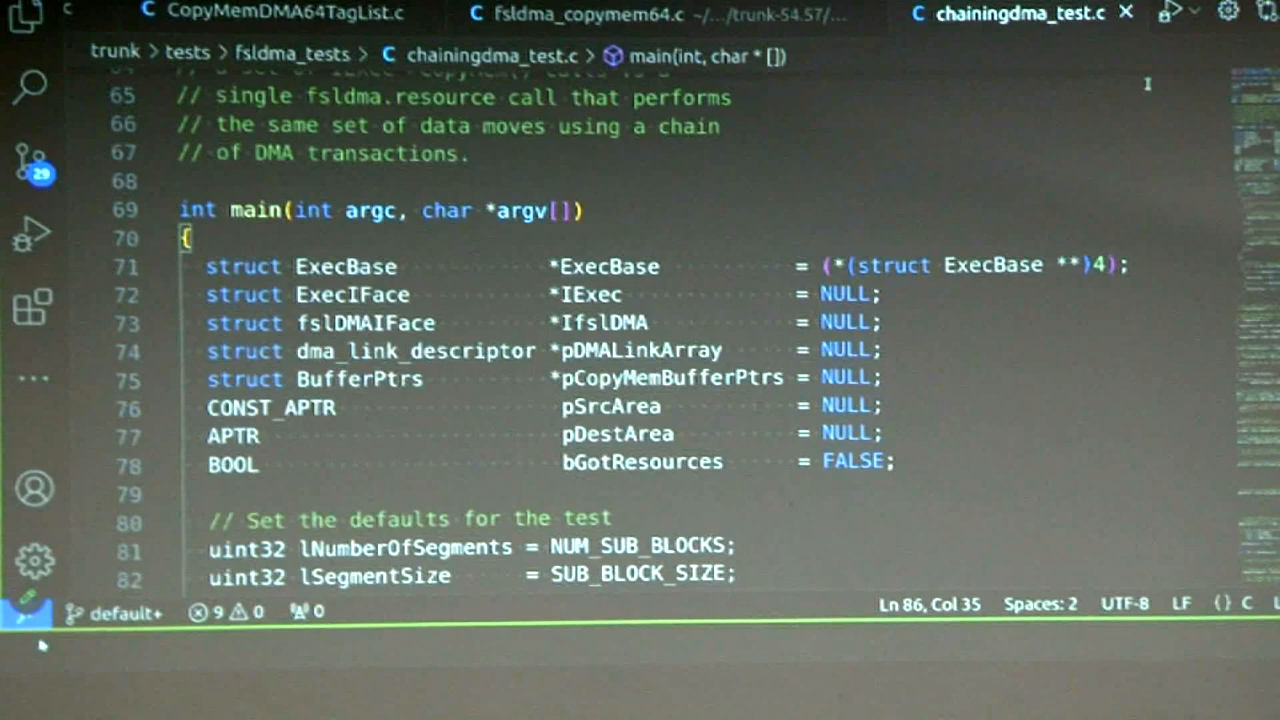 C CopyMemDMA64TagList.c C fsldma_copymem64.c ~/.../trunk-54.57/... C chainingdma_test.c
trunk > tests > fsldma_tests > C chainingdma_test.c > main(int, char * [])
65 // single fsldma.resource call that performs
66 // the same set of data moves using a chain
67 // of DMA transactions.
68
69 int main(int argc, char *argv[])
70 {
71 struct ExecBase *ExecBase = (*(struct ExecBase **)4);
72 struct ExecIFace *IExec = NULL;
73 struct fslDMAIFace *IfslDMA = NULL;
74 struct dma_link_descriptor *pDMALinkArray = NULL;
75 struct BufferPtrs *pCopyMemBufferPtrs = NULL;
76 CONST_APTR pSrcArea = NULL;
77 APTR pDestArea = NULL;
78 BOOL bGotResources = FALSE;
79
80 // Set the defaults for the test
81 uint32 lNumberOfSegments = NUM_SUB_BLOCKS;
82 uint32 lSegmentSize = SUB_BLOCK_SIZE;
29
default+ 9 0 0 Ln 86, Col 35 Spaces: 2 UTF-8 LF {} C